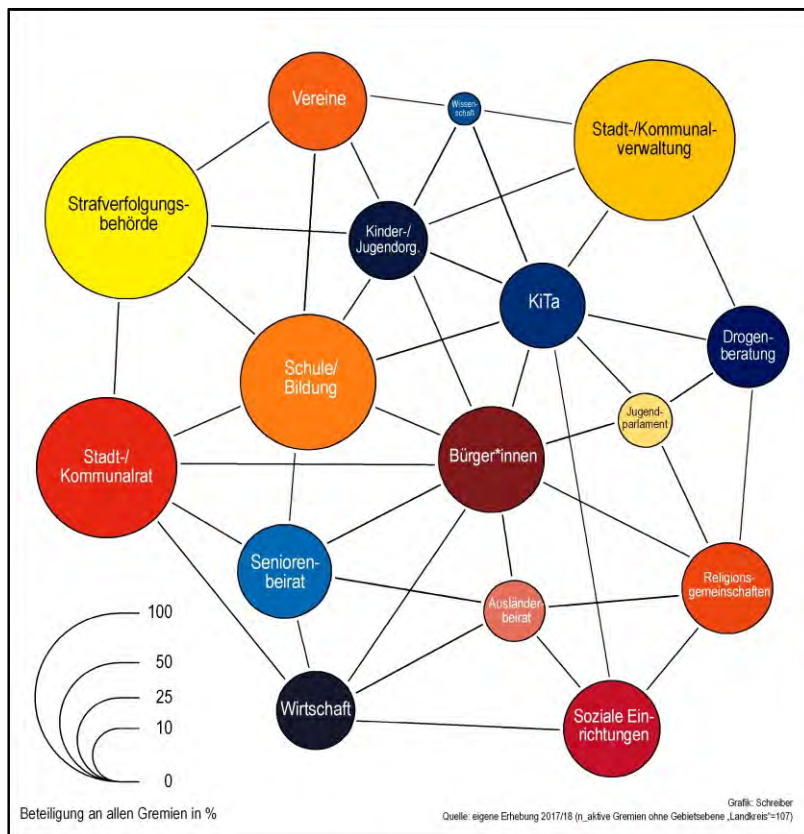 Vereine
Wissen-
schaft
Stadt-/Kommunal-
verwaltung
Strafverfolgungs-
behörde
Kinder-/
Jugendorg.
KiTa
Drogen-
beratung
Schule/
Bildung
Jugend-
parlament
Stadt-/
Kommunalrat
Bürger*innen
Senioren-
beirat
Ausländer-
beirat
Religions-
gemeinschaften
Wirtschaft
Soziale Ein-
richtungen
100
50
25
10
0
Beteiligung an allen Gremien in %
Grafik: Schreiber
Quelle: eigene Erhebung 2017/18 (n_aktive Gremien ohne Gebietsebene „Landkreis“=107)